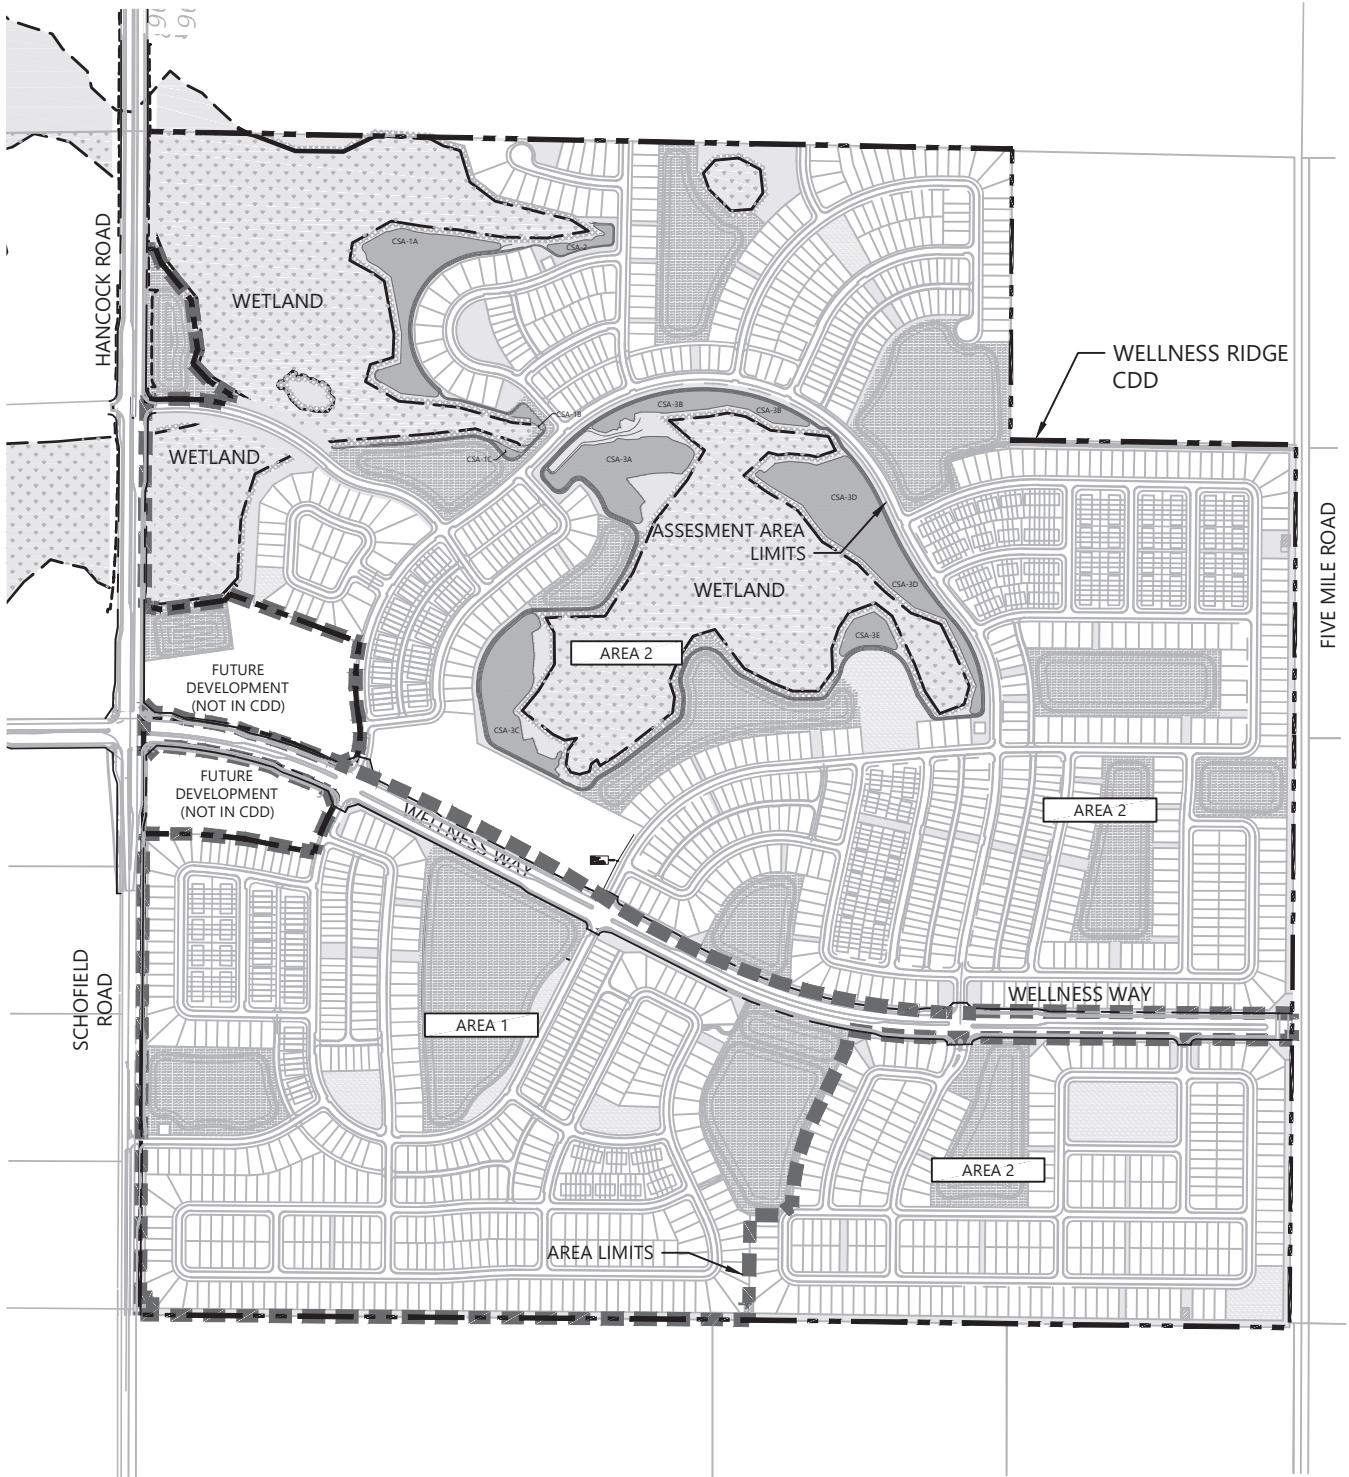 HANCOCK ROAD
CSA-1A
CSA-2
WETLAND
WELLNESS RIDGE
CDD
CSA-3B
CSA-3B
CSA-1B
WETLAND
CSA-1C
CSA-3A
CSA-3D
ASSESMENT AREA
LIMITS
FIVE MILE ROAD
WETLAND
CSA-3D
CSA-3E
AREA 2
FUTURE
DEVELOPMENT
(NOT IN CDD)
CSA-3C
FUTURE
DEVELOPMENT
(NOT IN CDD)
WELLNESS WAY
AREA 2
SCHOFIELD
ROAD
WELLNESS WAY
AREA 1
AREA 2
AREA LIMITS